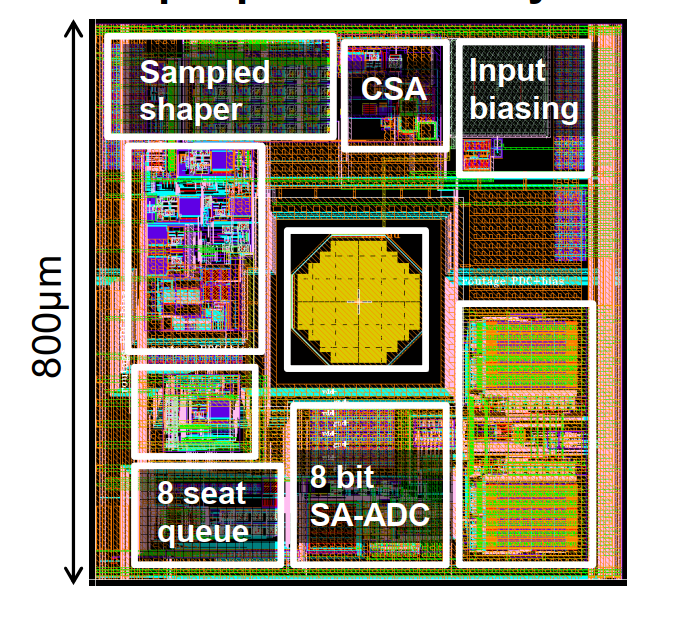 Sampled
shaper
CSA
Input
biasing
800μm
8 seat
queue
8 bit
SA-ADC